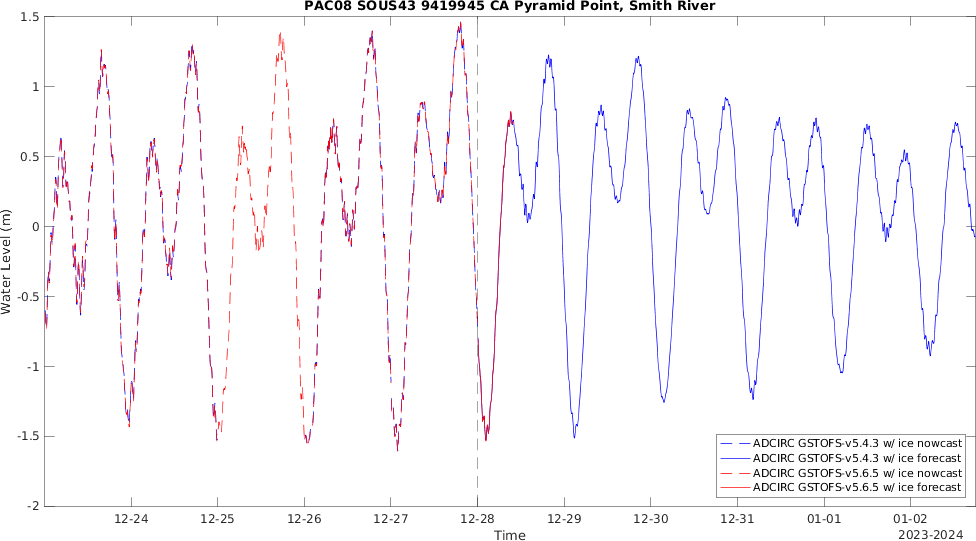 PAC08 SOUS43 9419945 CA Pyramid Point, Smith River
1.5
1
0.5
0
-0.5
-1
-1.5
-2
Water Level (m)
12-24 12-25 12-26 12-27 12-28 12-29 12-30 12-31 01-01 01-02
Time
2023-2024
ADCIRC GSTOFS-v5.4.3 w/ ice nowcast
ADCIRC GSTOFS-v5.4.3 w/ ice forecast
ADCIRC GSTOFS-v5.6.5 w/ ice nowcast
ADCIRC GSTOFS-v5.6.5 w/ ice forecast